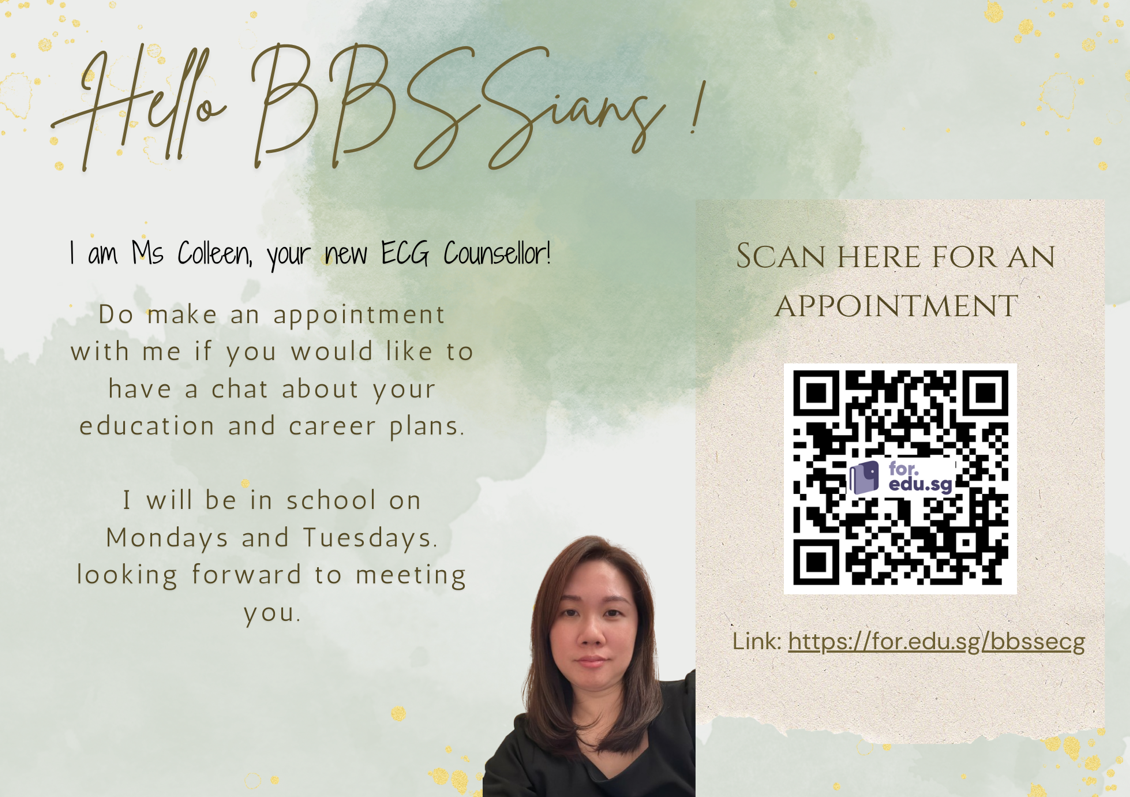 Hello BBSSians !
I am Ms Colleen, your new ECG Counsellor!
Do make an appointment
with me if you would like to
have a chat about your
education and career plans.
I will be in school on
Mondays and Tuesdays.
looking forward to meeting
you.
SCAN HERE FOR AN
APPOINTMENT
for.
edu.sg
Link: https://for.edu.sg/bbssecg